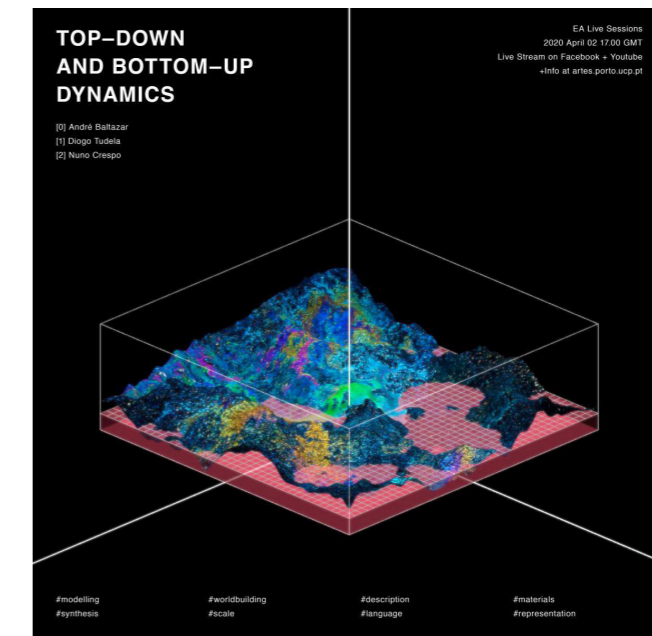 TOP–DOWN
AND BOTTOM–UP
DYNAMICS
[0] André Baltazar
[1] Diogo Tudela
[2] Nuno Crespo
EA Live Sessions
2020 April 02 17.00 GMT
Live Stream on Facebook + Youtube
+Info at artes.porto.ucp.pt
#modelling
#synthesis
#worldbuilding
#scale
#description
#language
#materials
#representation